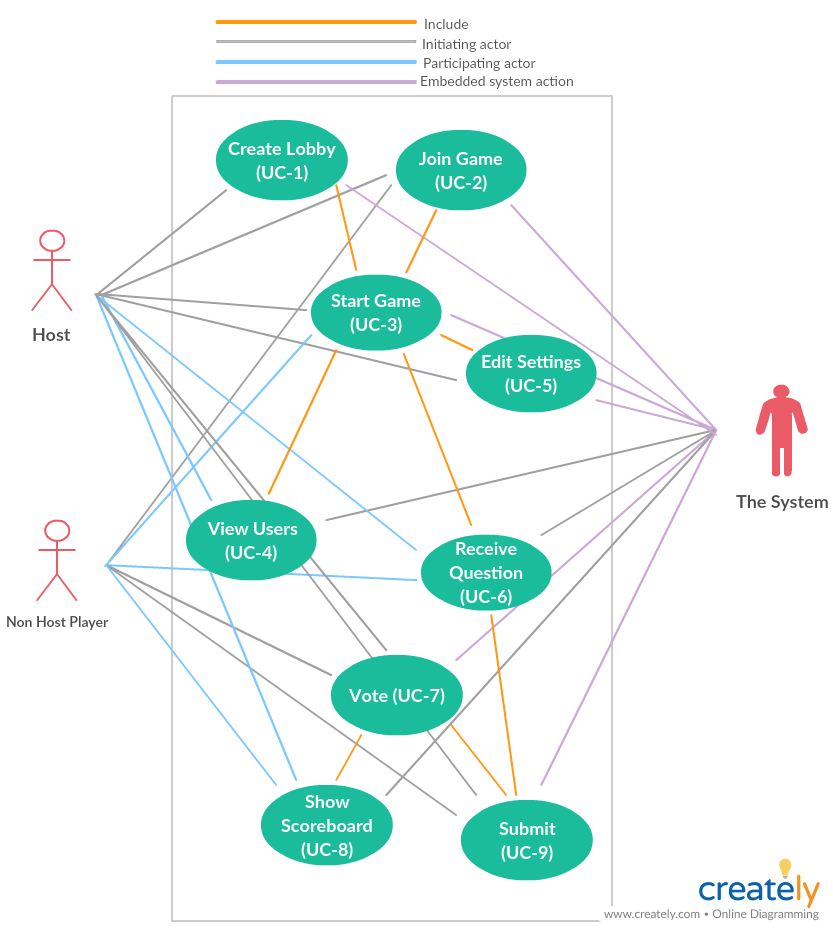 Include
Initiating actor
Participating actor
Embedded system action
Create Lobby
(UC-1)
Join Game
(UC-2)
Start Game
(UC-3)
Host
Edit Settings
(UC-5)
The System
View Users
(UC-4)
Receive
Question
(UC-6)
Non Host Player
Vote (UC-7)
Show
Scoreboard
(UC-8)
Submit
(UC-9)
creately
www.creately.com • Online Diagramming